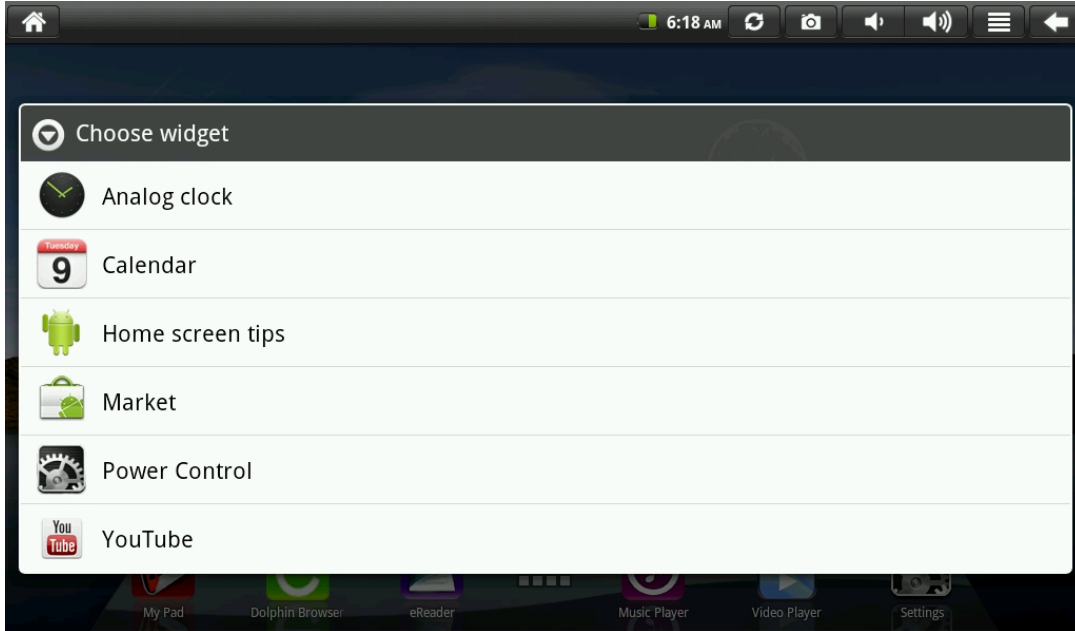 6:18 AM
Choose widget
Analog clock
Tuesday
9
Calendar
Home screen tips
Market
Power Control
You
Tube
YouTube
My Pad
Dolphin Browser
eReader
Music Player
Video Player
Settings